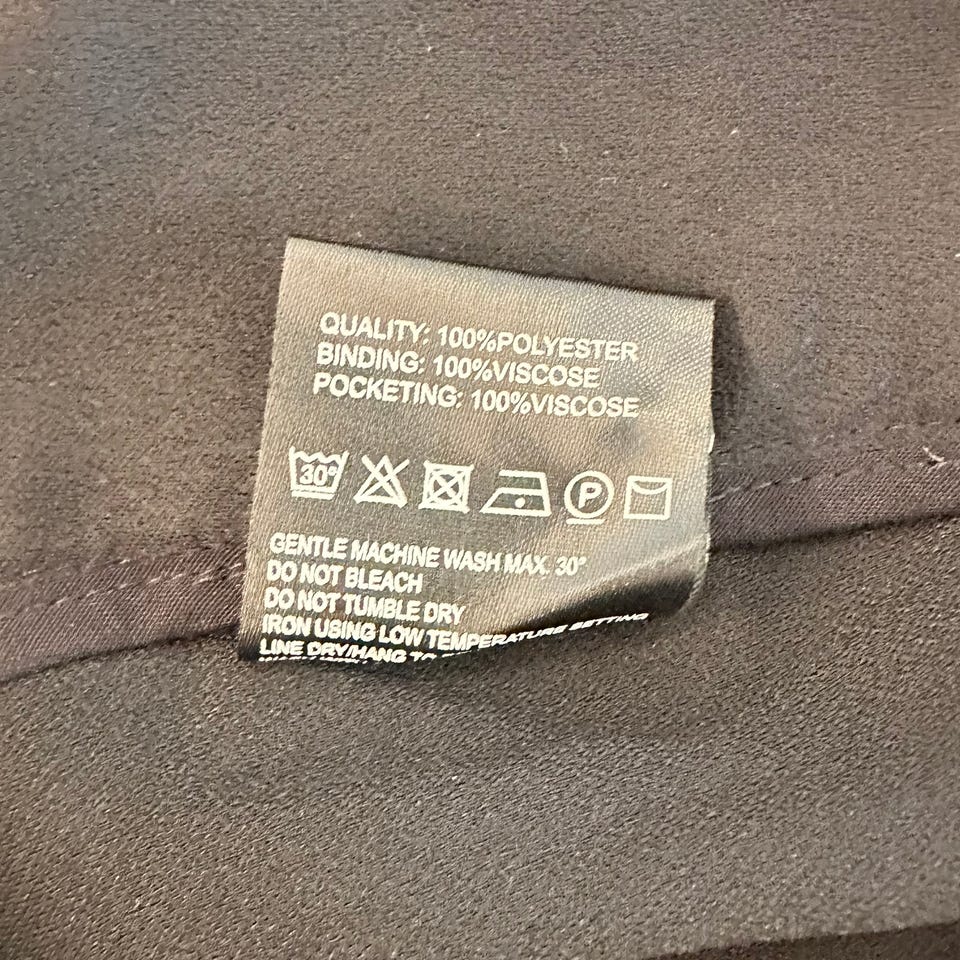 QUALITY: 100%POLYESTER
BINDING: 100%VISCOSE
POCKETING: 100%VISCOSE
30° P
GENTLE MACHINE WASH MAX. 30°
DO NOT BLEACH
DO NOT TUMBLE DRY
IRON USING LOW TEMPERATURE SETTING
LINE DRY/HANG TO